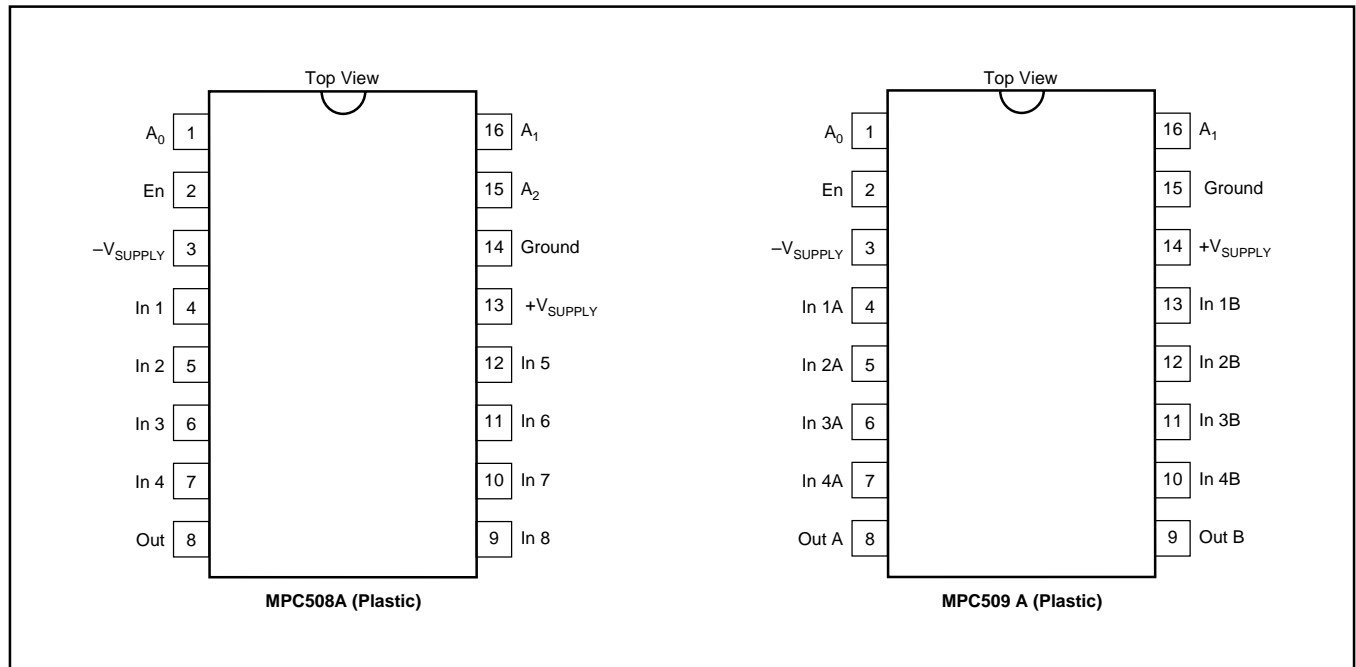 Top View
A0 1
En 2
–VSUPPLY 3
In 1 4
In 2 5
In 3 6
In 4 7
Out 8
16 A1
15 A2
14 Ground
13 +VSUPPLY
12 In 5
11 In 6
10 In 7
9 In 8
MPC508A (Plastic)
Top View
A0 1
En 2
–VSUPPLY 3
In 1A 4
In 2A 5
In 3A 6
In 4A 7
Out A 8
16 A1
15 Ground
14 +VSUPPLY
13 In 1B
12 In 2B
11 In 3B
10 In 4B
9 Out B
MPC509 A (Plastic)